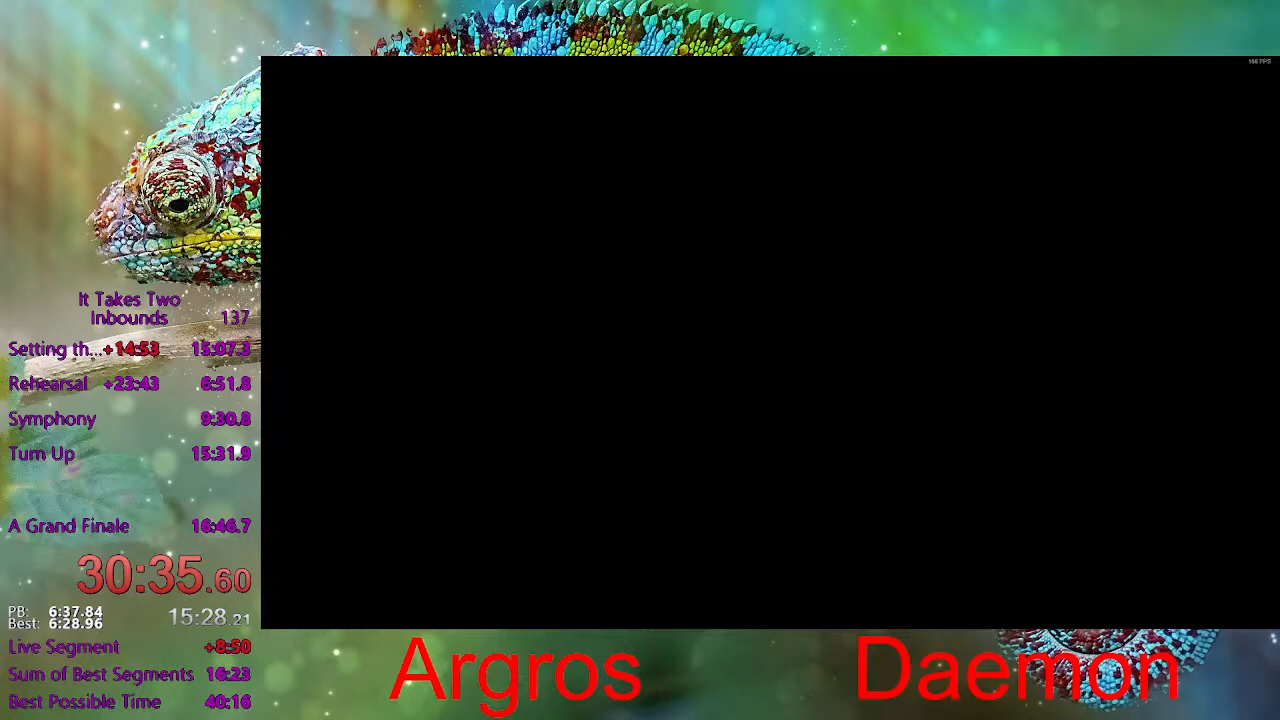 106 FPS
It Takes Two
Inbounds 137
Setting th... +14:53 15:07.3
Rehearsal +23:43 6:51.8
Symphony 9:30.8
Turn Up 15:31.9
A Grand Finale 16:46.7
30:35.60
PB: 6:37.84
Best: 6:28.96
15:28.21
Live Segment +8:50
Sum of Best Segments 16:23
Best Possible Time 40:16
Argros Daemon